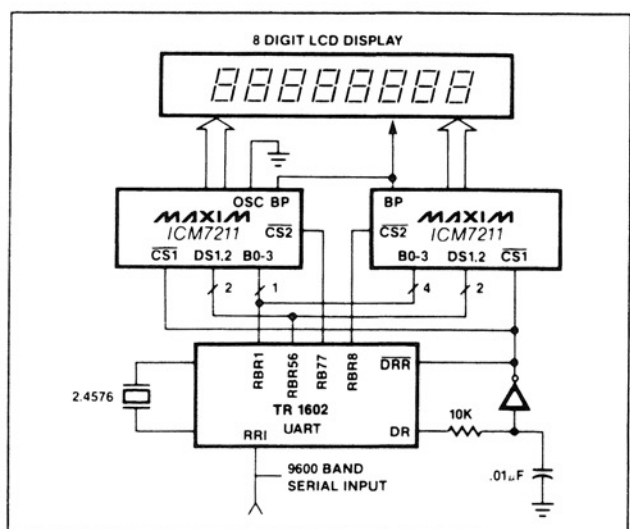 8 DIGIT LCD DISPLAY
OSC BP
BP
MAXIM
ICM7211
CS2
CS2
MAXIM
ICM7211
CS1 DS1,2 B0-3
B0-3 DS1,2 CS1
2
1
4
2
RBR1
RBR56
RB77
RBR8
DRR
2.4576
TR 1602
UART
10K
RRI
DR
.01μF
9600 BAND
SERIAL INPUT